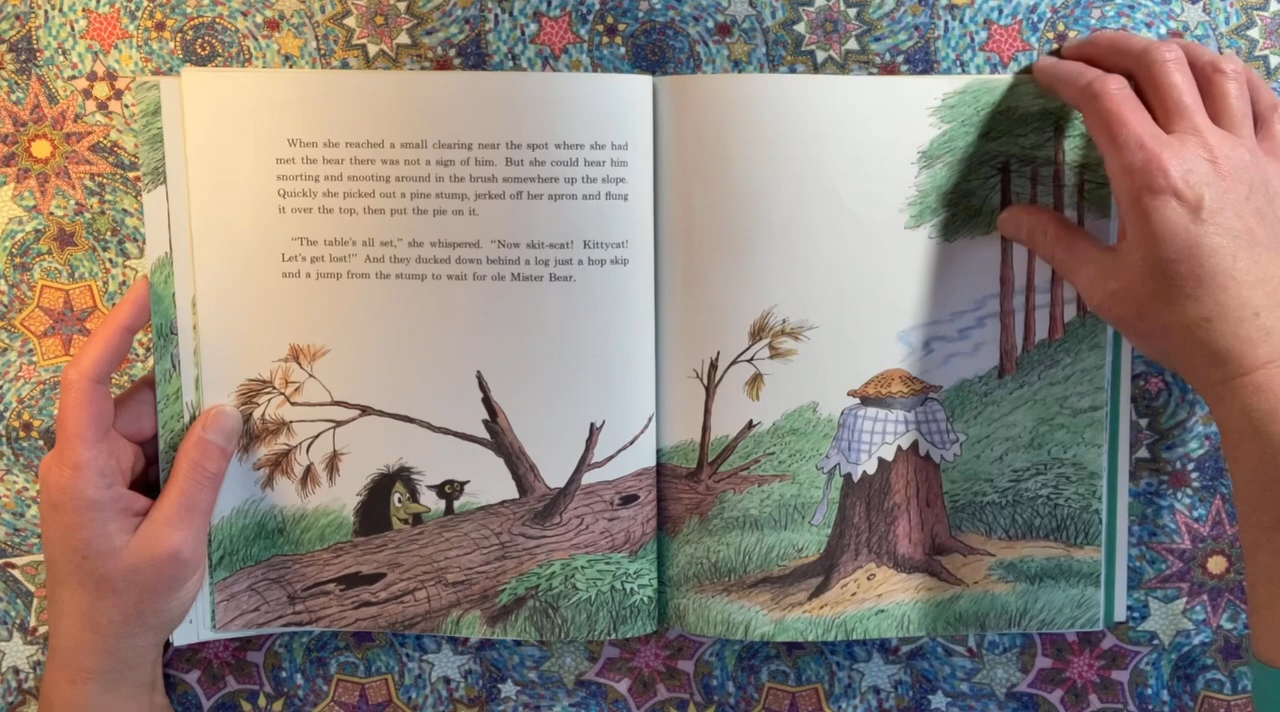 When she reached a small clearing near the spot where she had
met the bear there was not a sign of him. But she could hear him
snorting and snooting around in the brush somewhere up the slope.
Quickly she picked out a pine stump, jerked off her apron and flung
it over the top, then put the pie on it.
"The table's all set," she whispered. "Now skit-scat! Kittycat!
Let's get lost!" And they ducked down behind a log just a hop skip
and a jump from the stump to wait for ole Mister Bear.